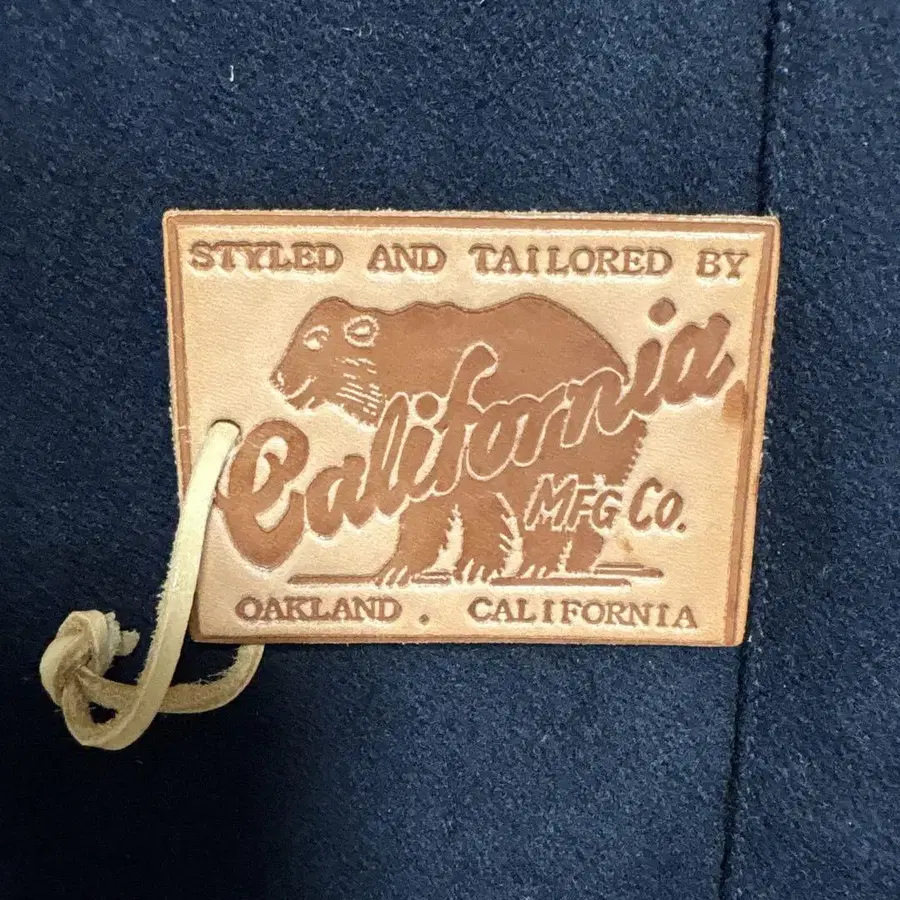 STYLED AND TAILORED BY
California
MFG CO.
OAKLAND . CALIFORNIA